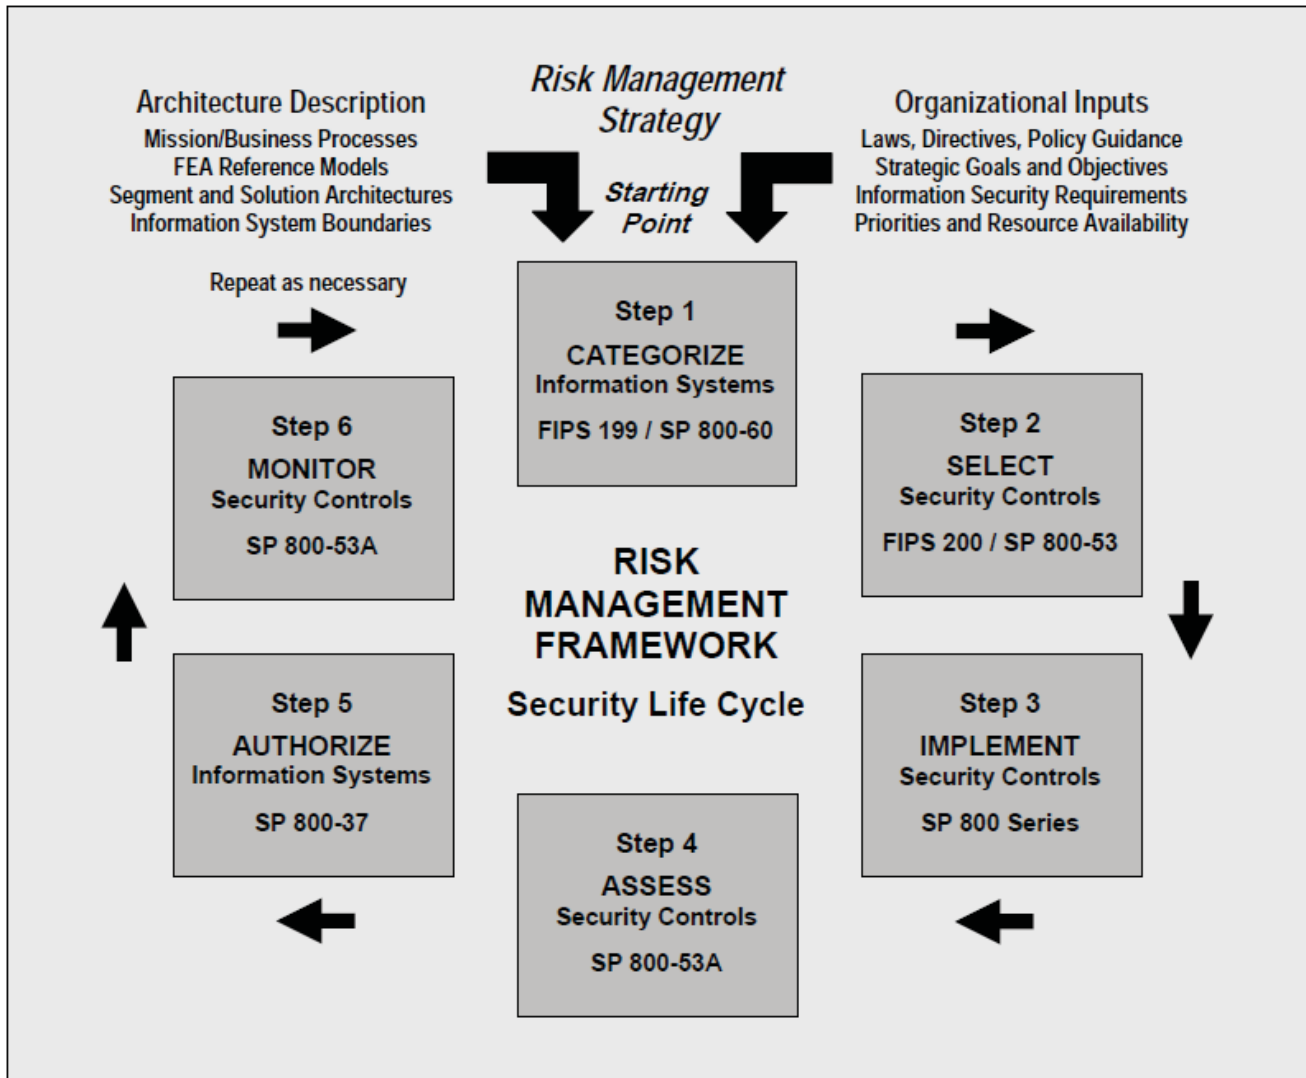 Risk Management
Strategy
Architecture Description
Mission/Business Processes
FEA Reference Models
Segment and Solution Architectures
Information System Boundaries
Organizational Inputs
Laws, Directives, Policy Guidance
Strategic Goals and Objectives
Information Security Requirements
Priorities and Resource Availability
Starting
Point
Repeat as necessary
Step 1
CATEGORIZE
Information Systems
FIPS 199 / SP 800-60
Step 2
SELECT
Security Controls
FIPS 200 / SP 800-53
Step 3
IMPLEMENT
Security Controls
SP 800 Series
Step 4
ASSESS
Security Controls
SP 800-53A
Step 5
AUTHORIZE
Information Systems
SP 800-37
Step 6
MONITOR
Security Controls
SP 800-53A
RISK
MANAGEMENT
FRAMEWORK
Security Life Cycle